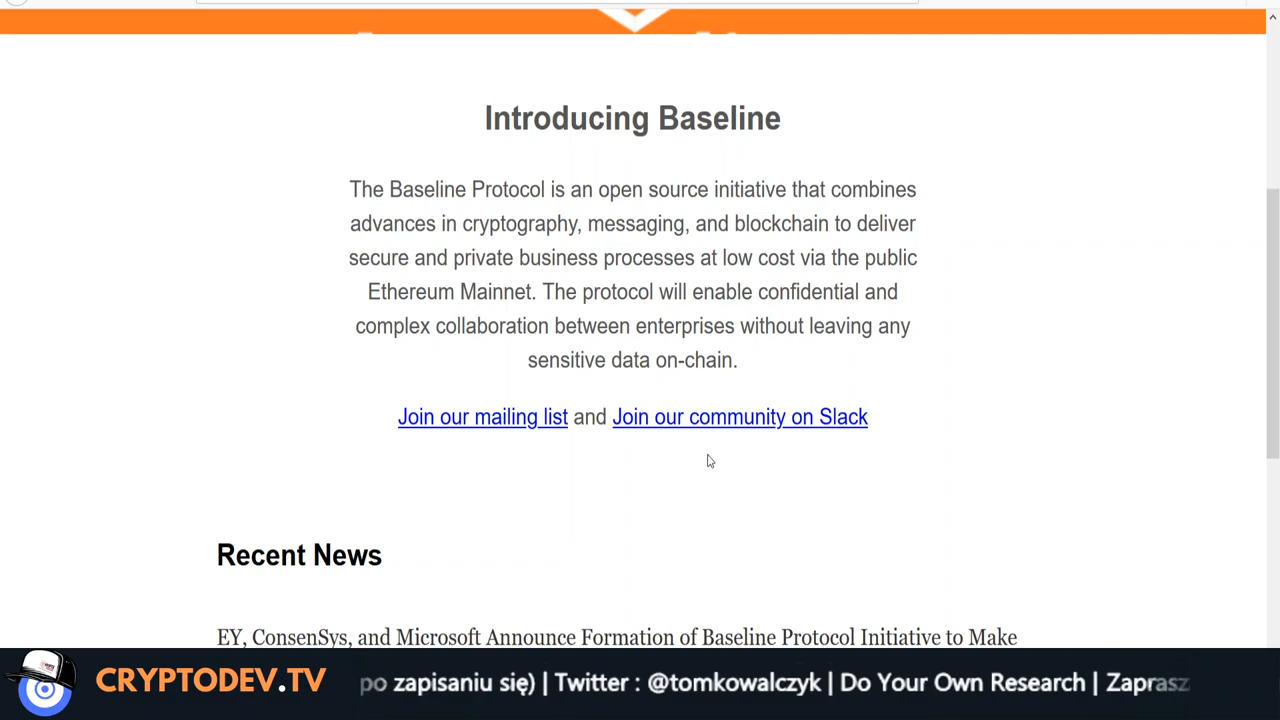 Introducing Baseline
The Baseline Protocol is an open source initiative that combines
advances in cryptography, messaging, and blockchain to deliver
secure and private business processes at low cost via the public
Ethereum Mainnet. The protocol will enable confidential and
complex collaboration between enterprises without leaving any
sensitive data on-chain.
Join our mailing list and Join our community on Slack
Recent News
EY, ConsenSys, and Microsoft Announce Formation of Baseline Protocol Initiative to Make
CRYPTODEV.TV
po zapisaniu się) | Twitter : @tomkowalczyk | Do Your Own Research | Zaprasz